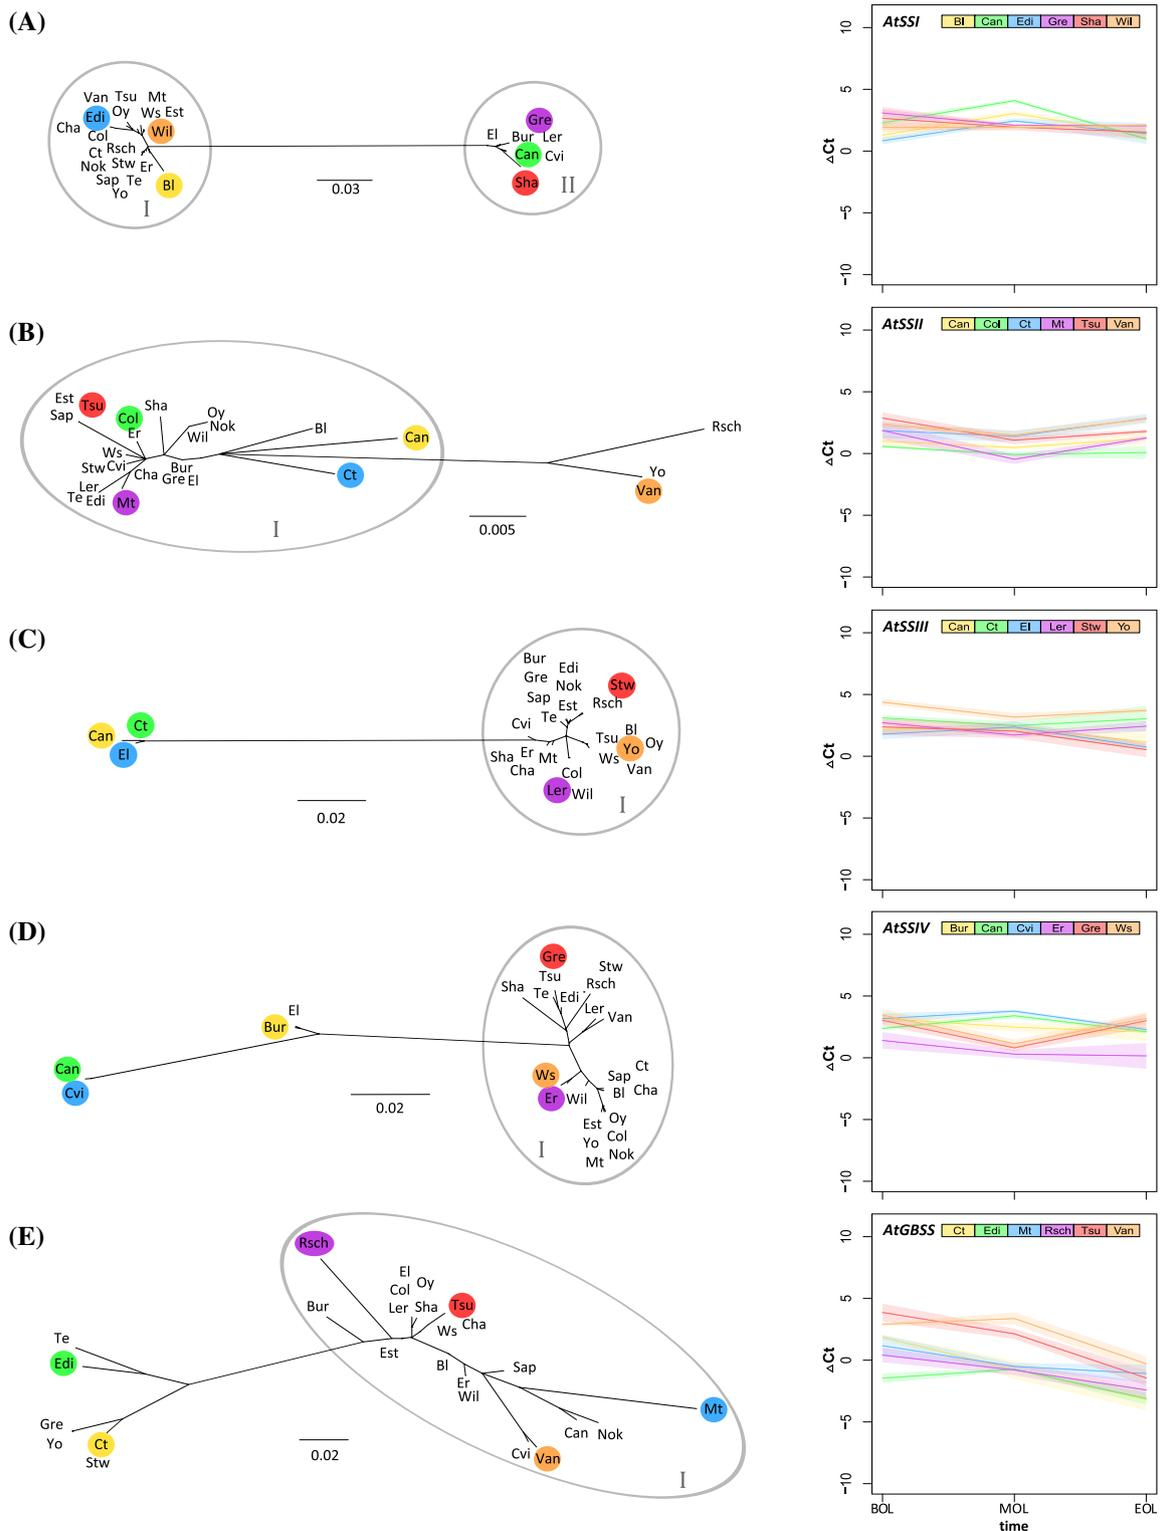 (A)
Van Tsu Mt
Edi Oy Ws Est
Cha Col Wil
Ct Rsch
Nok Stw Er
Sap Te Bl
Yo
I
0.03
Gre
El Bur Ler
Can Cvi
Sha II
AtSSI Bl Can Edi Gre Sha Wil
10
5
0
−5
−10
ΔCt
(B)
Est Tsu
Sap Col Sha Oy
Er Wil Nok
Ws
Stw Cvi Cha Bur
Ler Gre El
Te Edi Mt
Bl
Can
Ct
I
Rsch
Yo
Van
0.005
AtSSII Can Col Ct Mt Tsu Van
10
5
0
−5
−10
ΔCt
(C)
Can Ct
El
0.02
Bur
Gre Edi
Nok Stw
Sap Est Rsch
Cvi Te
Tsu Bl
Yo Oy
Sha Er Mt Ws
Cha Col Van
Ler Wil I
AtSSIII Can Ct El Ler Stw Yo
10
5
0
−5
−10
ΔCt
(D)
El
Bur
Can
Cvi
0.02
Gre
Tsu Stw
Sha Te Edi Rsch
Ler
Van
Ws Sap Ct
Er Wil Bl Cha
Est Oy
Yo Col
Mt Nok
I
AtSSIV Bur Can Cvi Er Gre Ws
10
5
0
−5
−10
ΔCt
(E)
Rsch
El
Col Oy
Bur Ler Sha Tsu
Ws Cha
Te Est
Edi
Bl Sap
Er
Wil
Mt
Gre
Yo Ct
Stw
Can Nok
Cvi Van
0.02
I
AtGBSS Ct Edi Mt Rsch Tsu Van
10
5
0
−5
−10
ΔCt
BOL MOL EOL
time